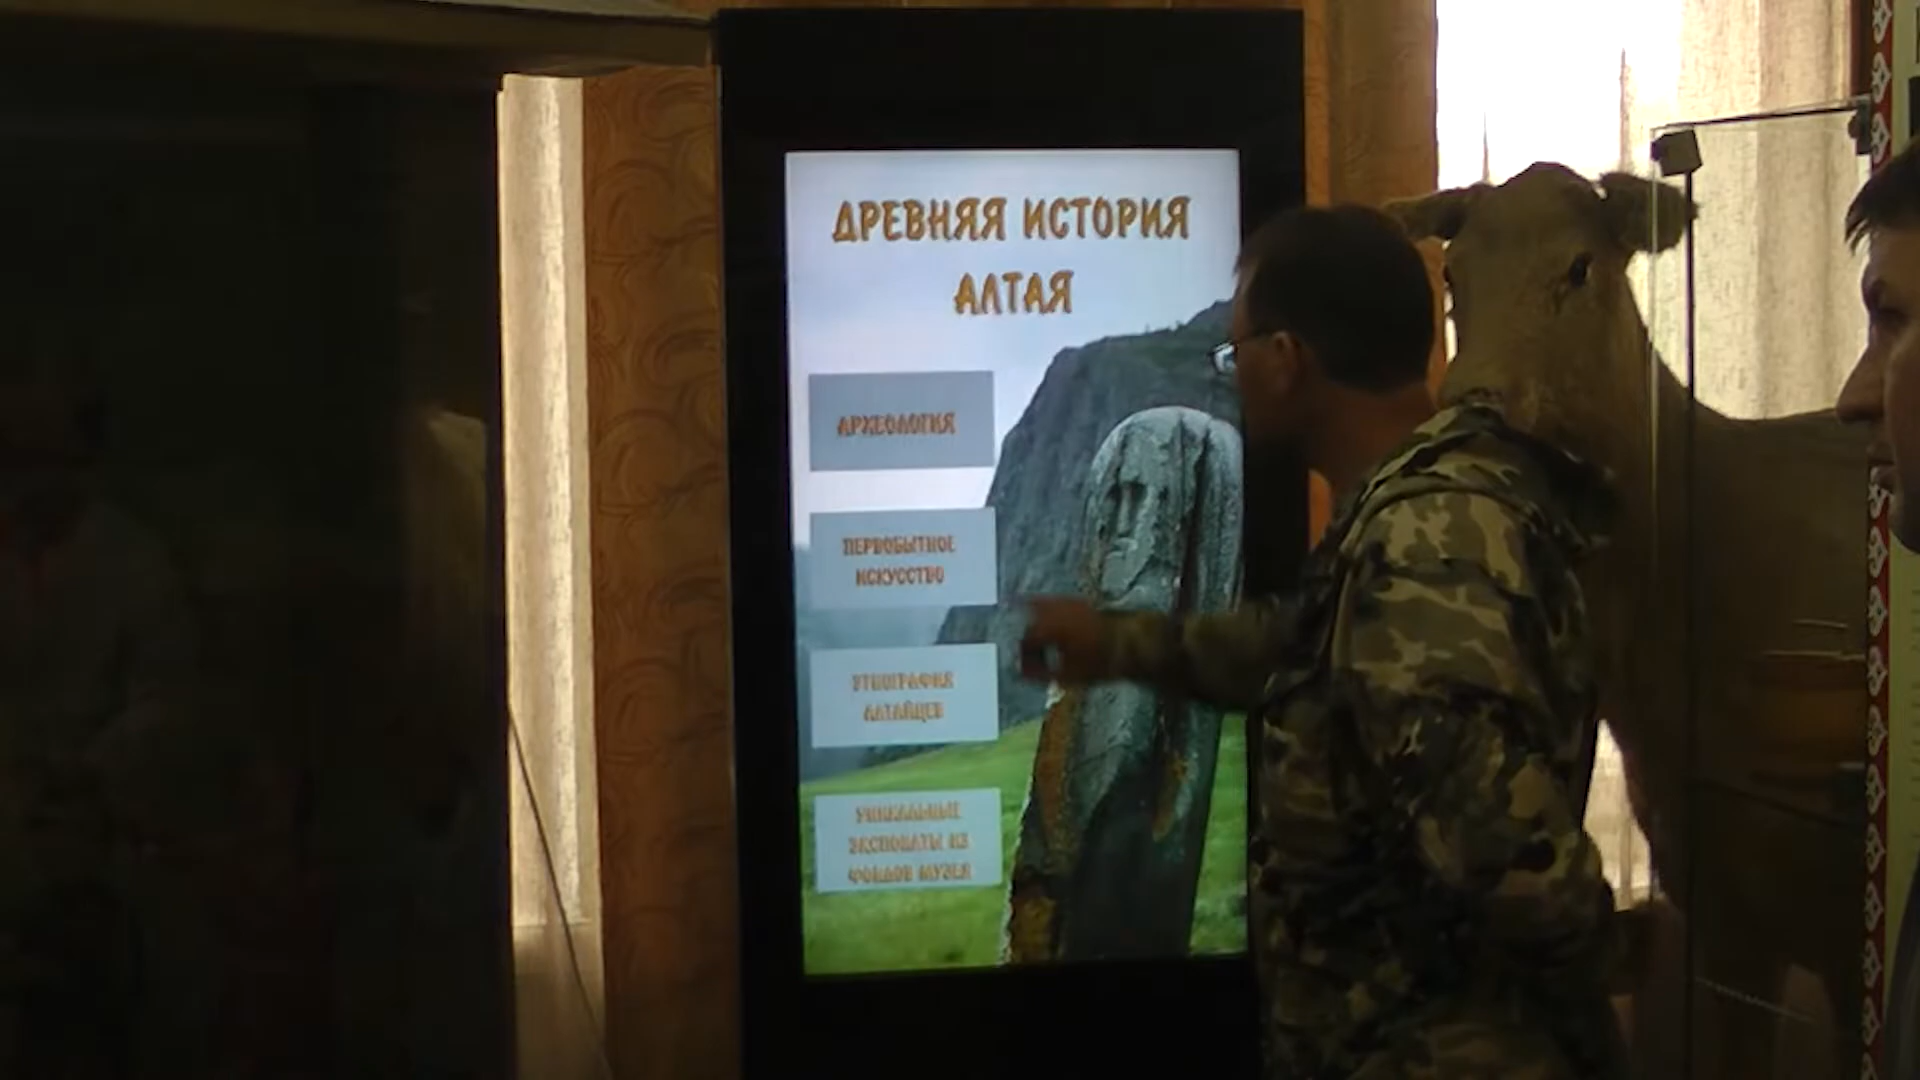 ДРЕВНЯЯ ИСТОРИЯ
АЛТАЯ
АРХЕОЛОГИЯ
ПЕРВОБЫТНОЕ
ИСКУССТВО
ЭТНОГРАФИЯ
АЛТАЙЦЕВ
УНИКАЛЬНЫЕ
ЭКСПОНАТЫ ИЗ
ФОНДОВ МУЗЕЯ